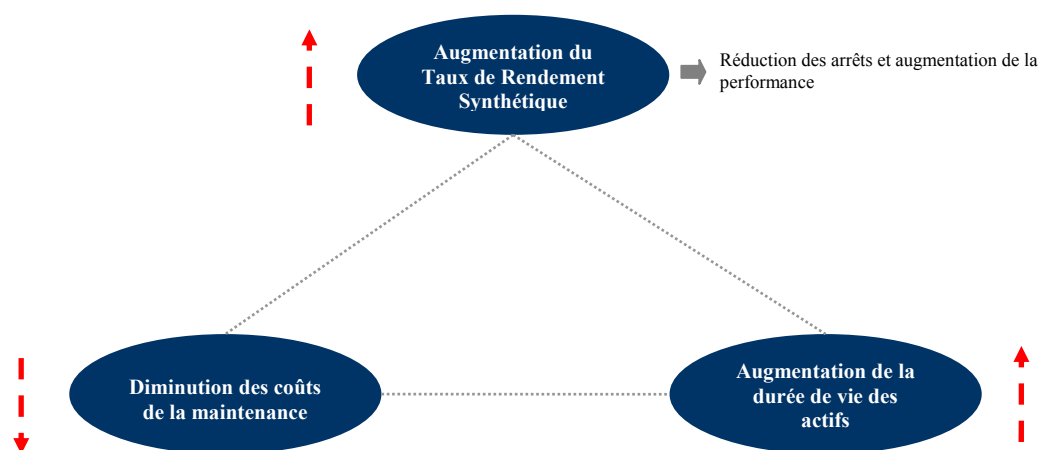 Augmentation du
Taux de Rendement
Synthétique
Réduction des arrêts et augmentation de la
performance
Diminution des coûts
de la maintenance
Augmentation de la
durée de vie des
actifs